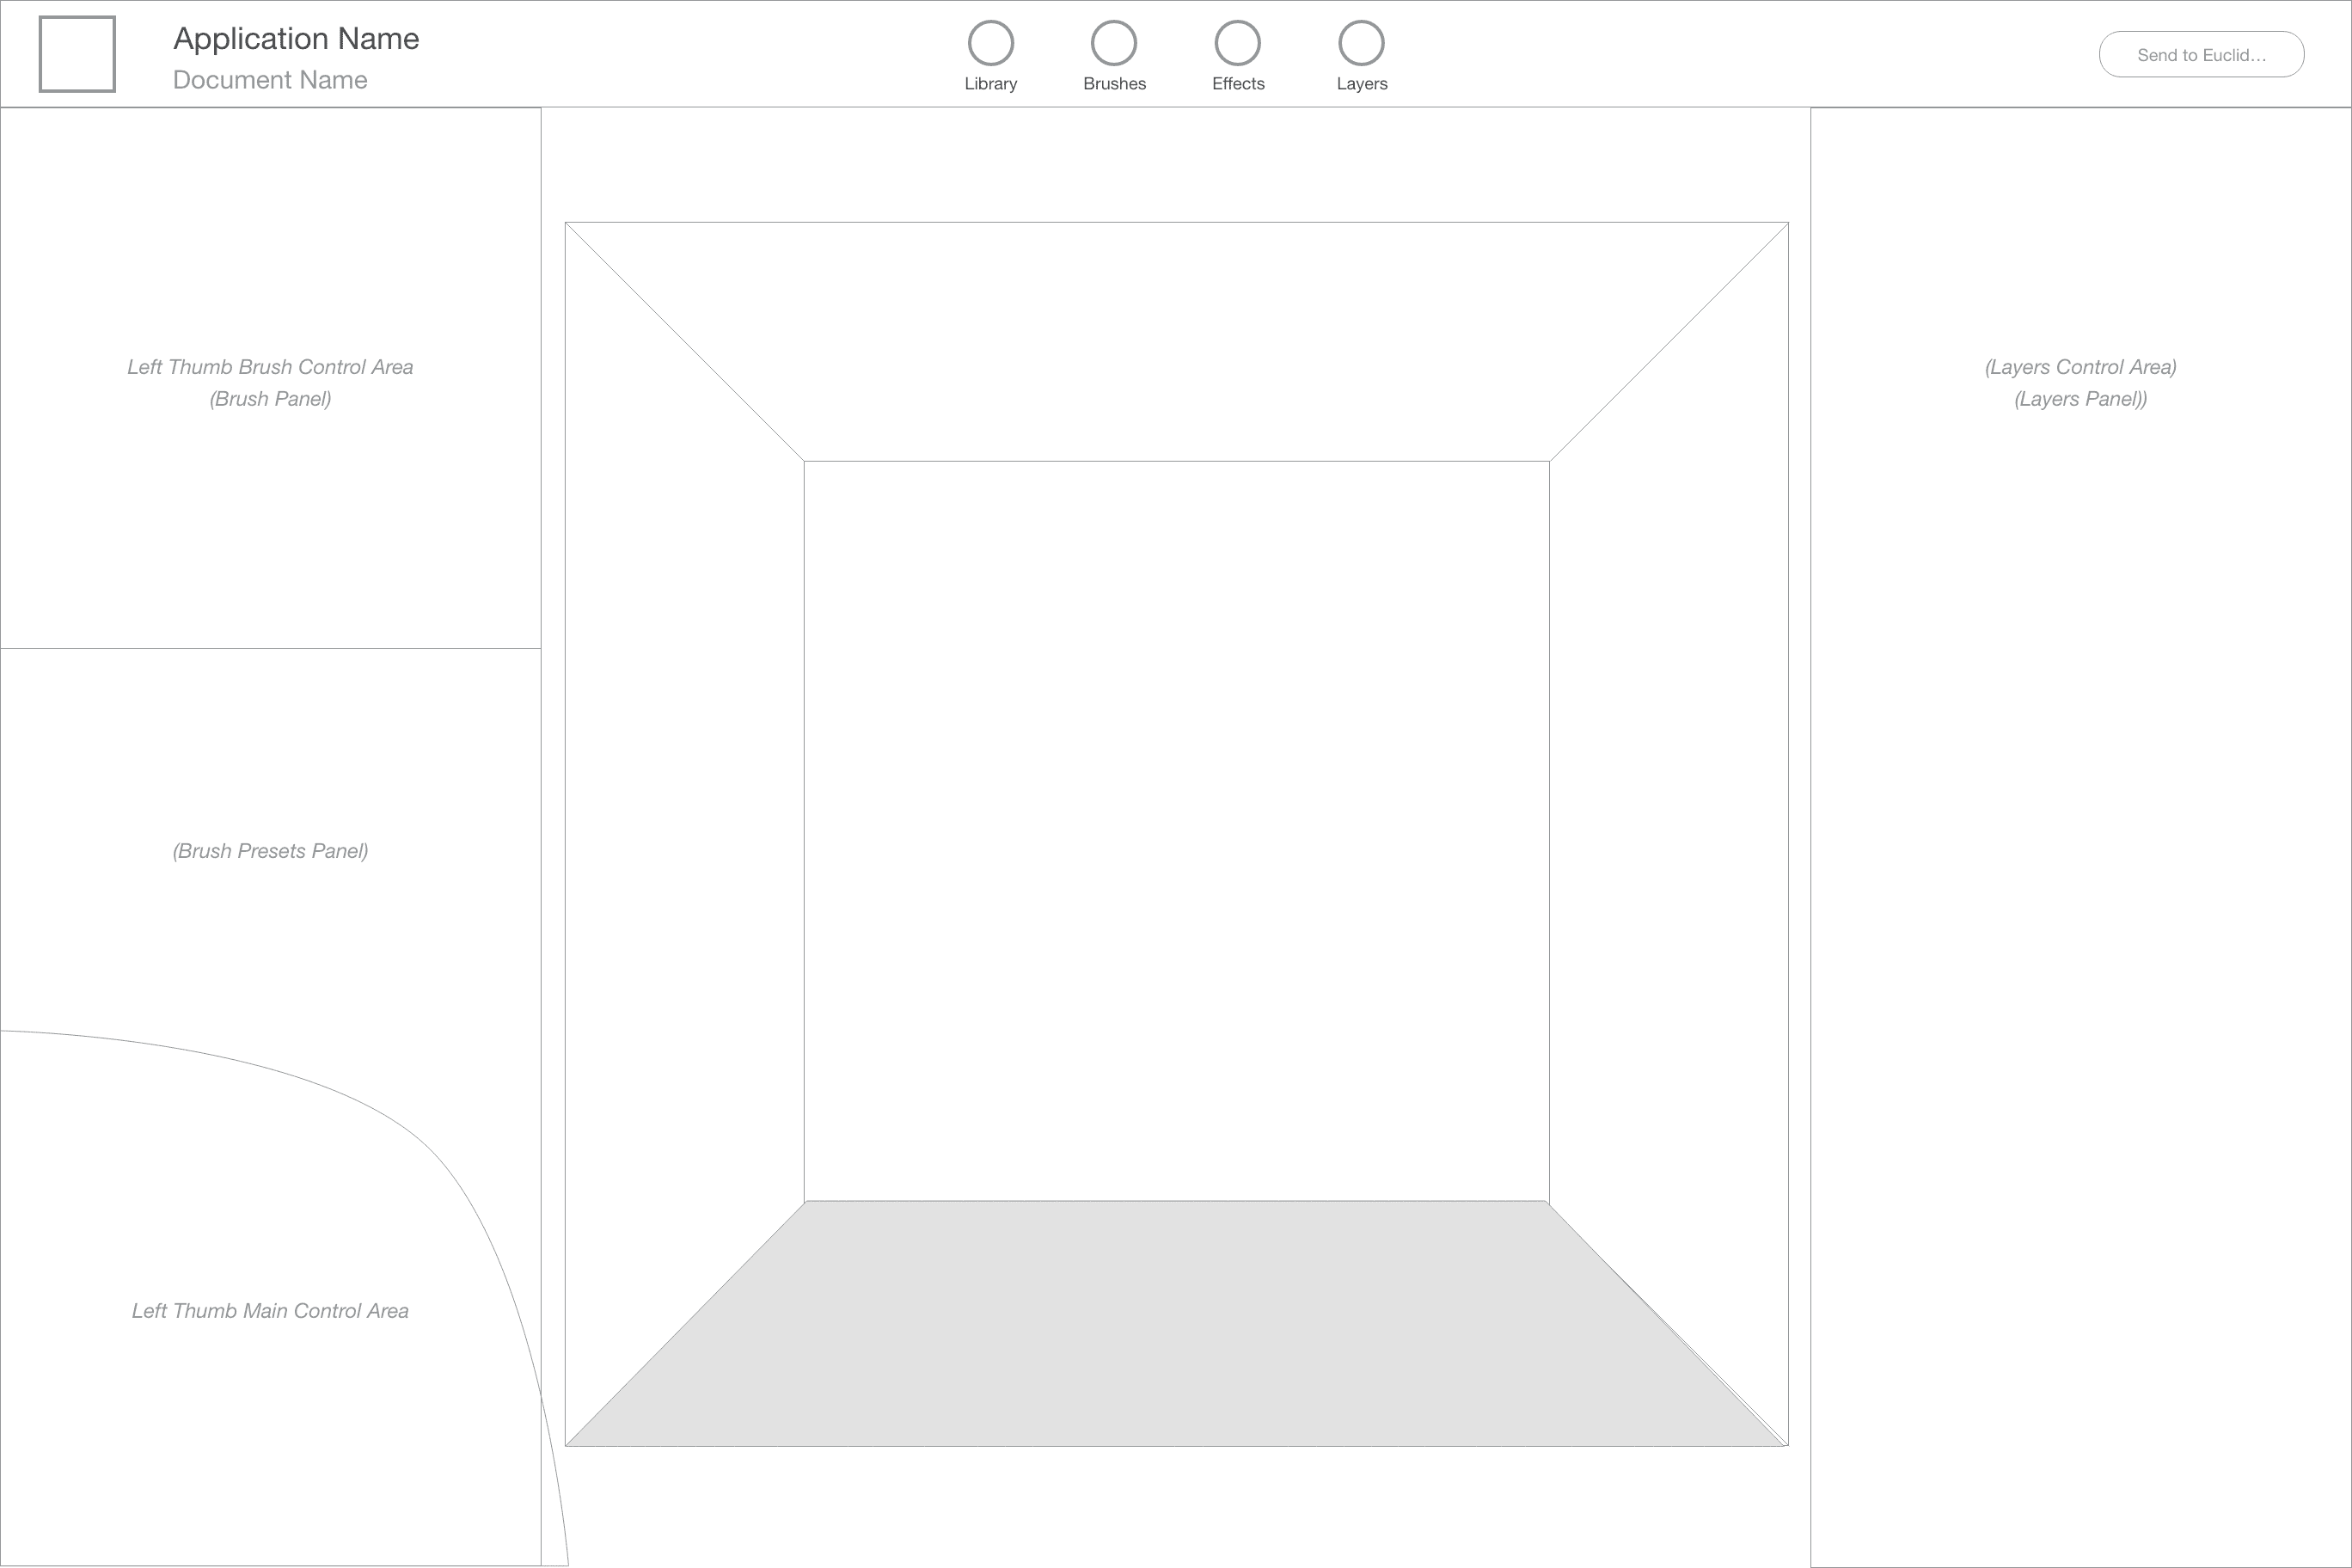 Application Name
Document Name
Library
Brushes
Effects
Layers
Send to Euclid…
Left Thumb Brush Control Area
(Brush Panel)
(Layers Control Area)
(Layers Panel))
(Brush Presets Panel)
Left Thumb Main Control Area